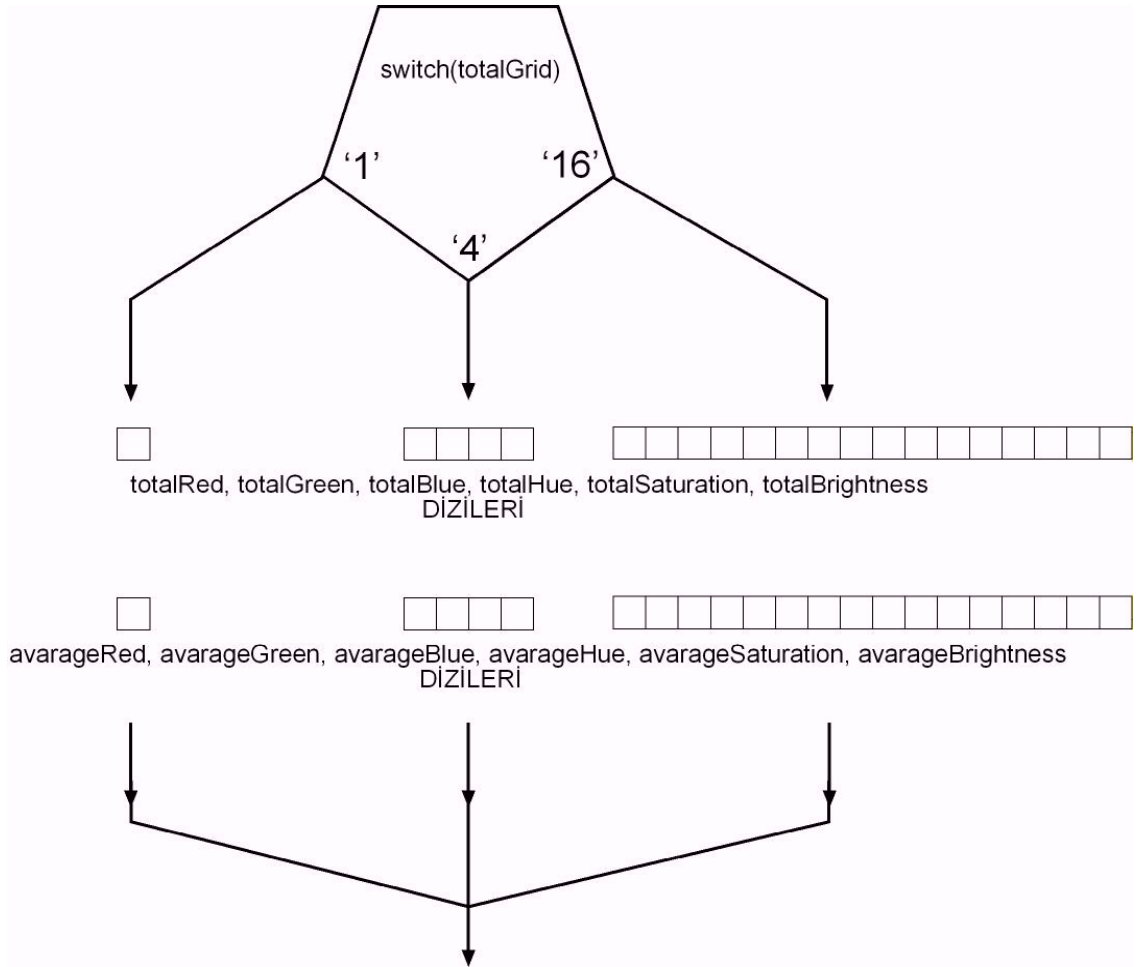 switch(totalGrid)
‘1’ ‘16’
‘4’
totalRed, totalGreen, totalBlue, totalHue, totalSaturation, totalBrightness
DİZİLERİ
avarageRed, avarageGreen, avarageBlue, avarageHue, avarageSaturation, avarageBrightness
DİZİLERİ